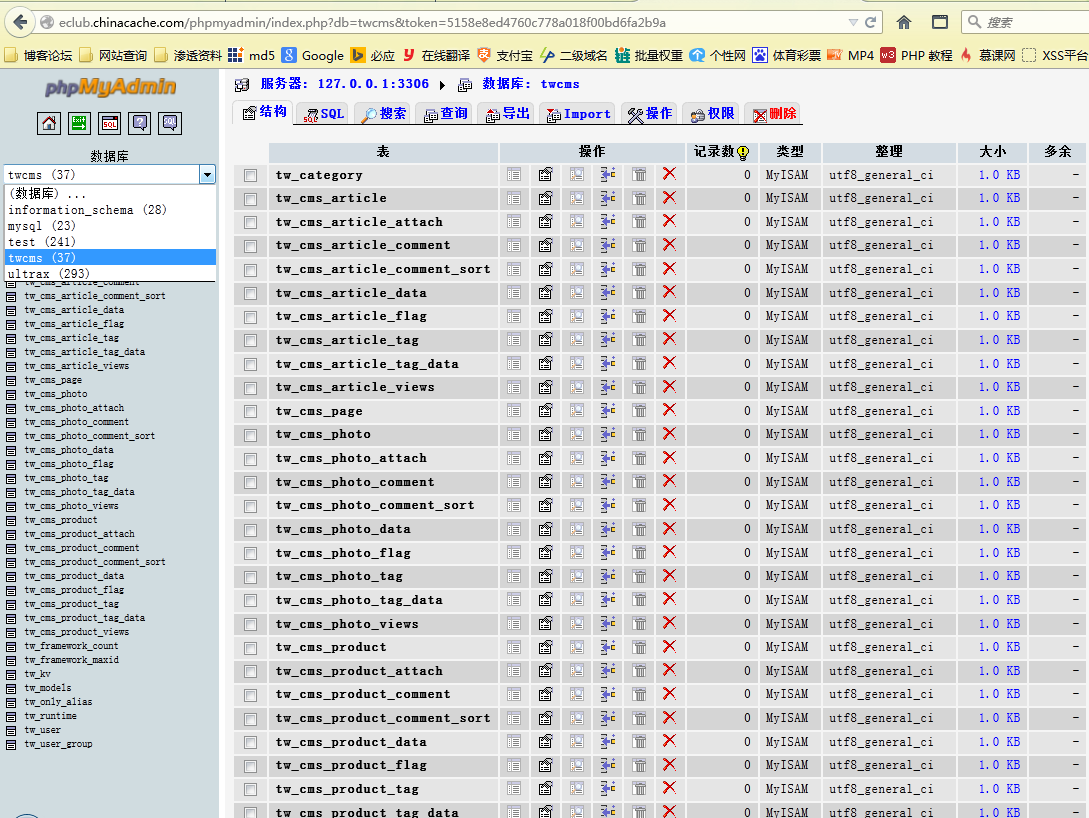 eclub.chinacache.com/phpmyadmin/index.php?db=twcms&token=5158e8ed4760c778a018f00bd6fa2b9a
搜索
博客论坛 网站查询 渗透资料 md5 Google 必应 在线翻译 支付宝 二级域名 批量权重 个性网 体育彩票 MP4 PHP 教程 慕课网 XSS平台
phpMyAdmin
数据库
twcms (37)
(数据库) ...
information_schema (28)
mysql (23)
test (241)
twcms (37)
ultrax (293)
tw_cms_article_comment
tw_cms_article_comment_sort
tw_cms_article_data
tw_cms_article_flag
tw_cms_article_tag
tw_cms_article_tag_data
tw_cms_article_views
tw_cms_page
tw_cms_photo
tw_cms_photo_attach
tw_cms_photo_comment
tw_cms_photo_comment_sort
tw_cms_photo_data
tw_cms_photo_flag
tw_cms_photo_tag
tw_cms_photo_tag_data
tw_cms_photo_views
tw_cms_product
tw_cms_product_attach
tw_cms_product_comment
tw_cms_product_comment_sort
tw_cms_product_data
tw_cms_product_flag
tw_cms_product_tag
tw_cms_product_tag_data
tw_cms_product_views
tw_framework_count
tw_framework_maxid
tw_kv
tw_models
tw_only_alias
tw_runtime
tw_user
tw_user_group
服务器: 127.0.0.1:3306 数据库: twcms
结构 SQL 搜索 查询 导出 Import 操作 权限 删除
表 操作 记录数 类型 整理 大小 多余
tw_category 0 MyISAM utf8_general_ci 1.0 KB -
tw_cms_article 0 MyISAM utf8_general_ci 1.0 KB -
tw_cms_article_attach 0 MyISAM utf8_general_ci 1.0 KB -
tw_cms_article_comment 0 MyISAM utf8_general_ci 1.0 KB -
tw_cms_article_comment_sort 0 MyISAM utf8_general_ci 1.0 KB -
tw_cms_article_data 0 MyISAM utf8_general_ci 1.0 KB -
tw_cms_article_flag 0 MyISAM utf8_general_ci 1.0 KB -
tw_cms_article_tag 0 MyISAM utf8_general_ci 1.0 KB -
tw_cms_article_tag_data 0 MyISAM utf8_general_ci 1.0 KB -
tw_cms_article_views 0 MyISAM utf8_general_ci 1.0 KB -
tw_cms_page 0 MyISAM utf8_general_ci 1.0 KB -
tw_cms_photo 0 MyISAM utf8_general_ci 1.0 KB -
tw_cms_photo_attach 0 MyISAM utf8_general_ci 1.0 KB -
tw_cms_photo_comment 0 MyISAM utf8_general_ci 1.0 KB -
tw_cms_photo_comment_sort 0 MyISAM utf8_general_ci 1.0 KB -
tw_cms_photo_data 0 MyISAM utf8_general_ci 1.0 KB -
tw_cms_photo_flag 0 MyISAM utf8_general_ci 1.0 KB -
tw_cms_photo_tag 0 MyISAM utf8_general_ci 1.0 KB -
tw_cms_photo_tag_data 0 MyISAM utf8_general_ci 1.0 KB -
tw_cms_photo_views 0 MyISAM utf8_general_ci 1.0 KB -
tw_cms_product 0 MyISAM utf8_general_ci 1.0 KB -
tw_cms_product_attach 0 MyISAM utf8_general_ci 1.0 KB -
tw_cms_product_comment 0 MyISAM utf8_general_ci 1.0 KB -
tw_cms_product_comment_sort 0 MyISAM utf8_general_ci 1.0 KB -
tw_cms_product_data 0 MyISAM utf8_general_ci 1.0 KB -
tw_cms_product_flag 0 MyISAM utf8_general_ci 1.0 KB -
tw_cms_product_tag 0 MyISAM utf8_general_ci 1.0 KB -
tw_cms_product_tag_data 0 MyISAM utf8_general_ci 1.0 KB -